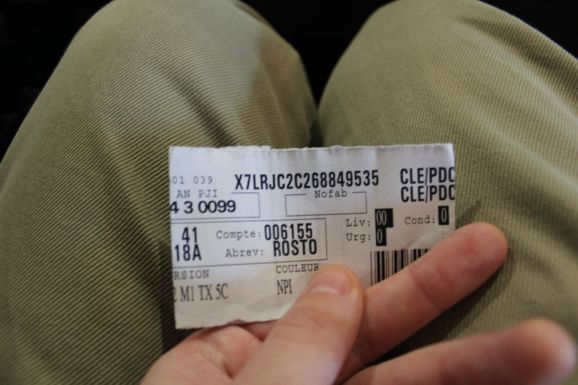 01 039 X7LRJC2C268849535 CLE/PDC
AN PJI Nofab CLE/PDC
4 3 0099
41 Compte: 006155 Liv: 00 Cond: 0
18A Abrev: ROSTO Urg: 0
RSION COULEUR
2 M1 TX 5C NPI